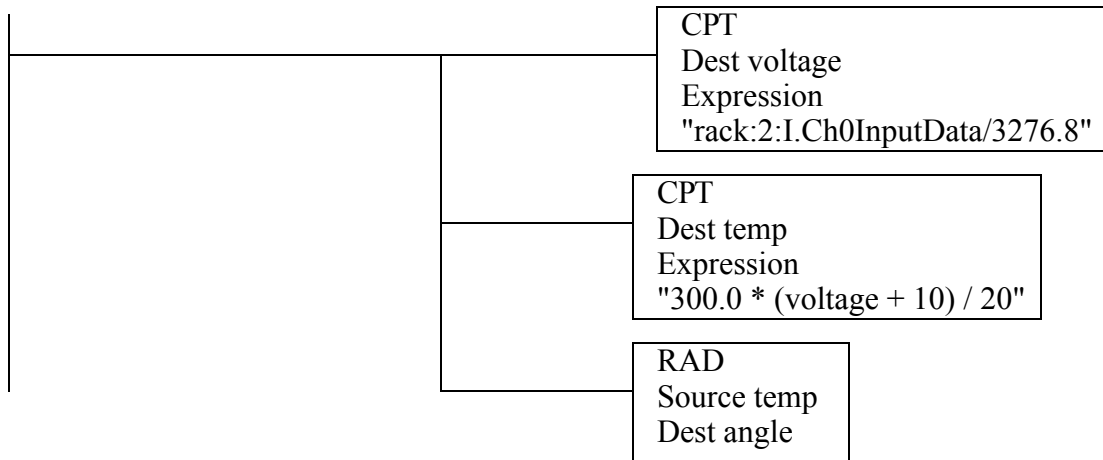 CPT
Dest voltage
Expression
"rack:2:I.Ch0InputData/3276.8"
CPT
Dest temp
Expression
"300.0 * (voltage + 10) / 20"
RAD
Source temp
Dest angle